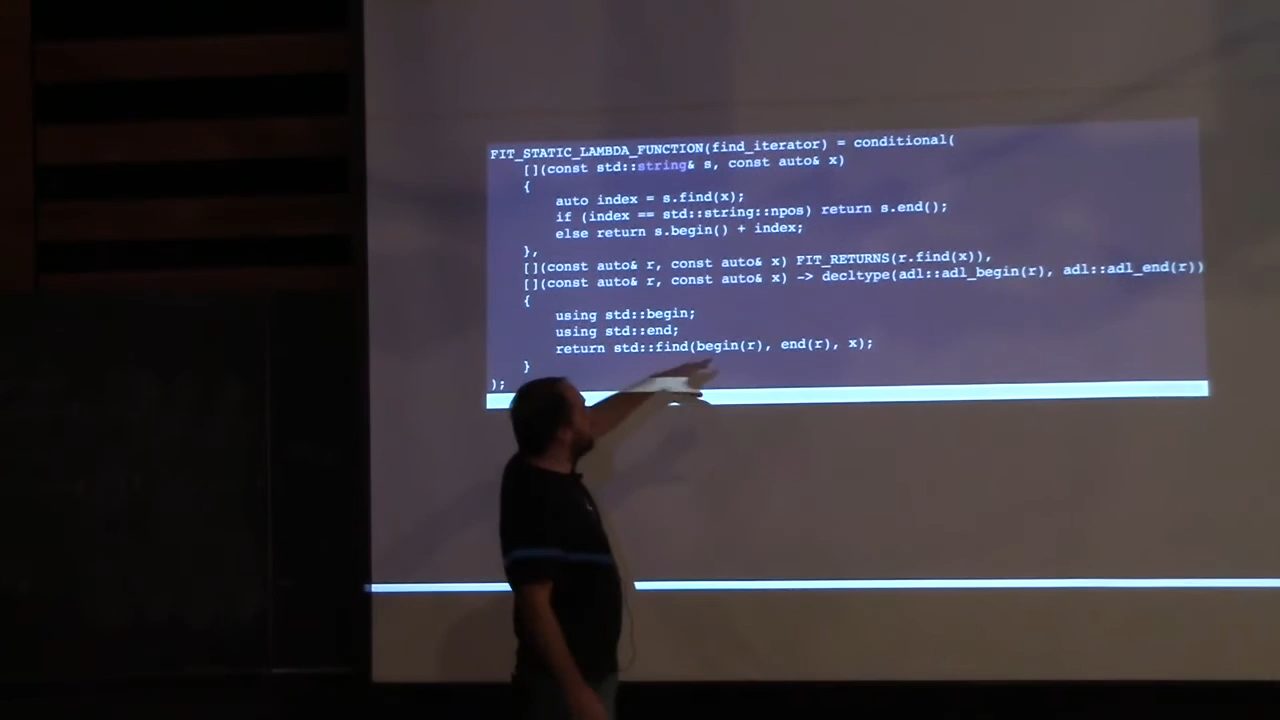 FIT_STATIC_LAMBDA_FUNCTION(find_iterator) = conditional(
[](const std::string& s, const auto& x)
{
auto index = s.find(x);
if (index == std::string::npos) return s.end();
else return s.begin() + index;
},
[](const auto& r, const auto& x) FIT_RETURNS(r.find(x)),
[](const auto& r, const auto& x) -> decltype(adl::adl_begin(r), adl::adl_end(r))
{
using std::begin;
using std::end;
return std::find(begin(r), end(r), x);
}
);